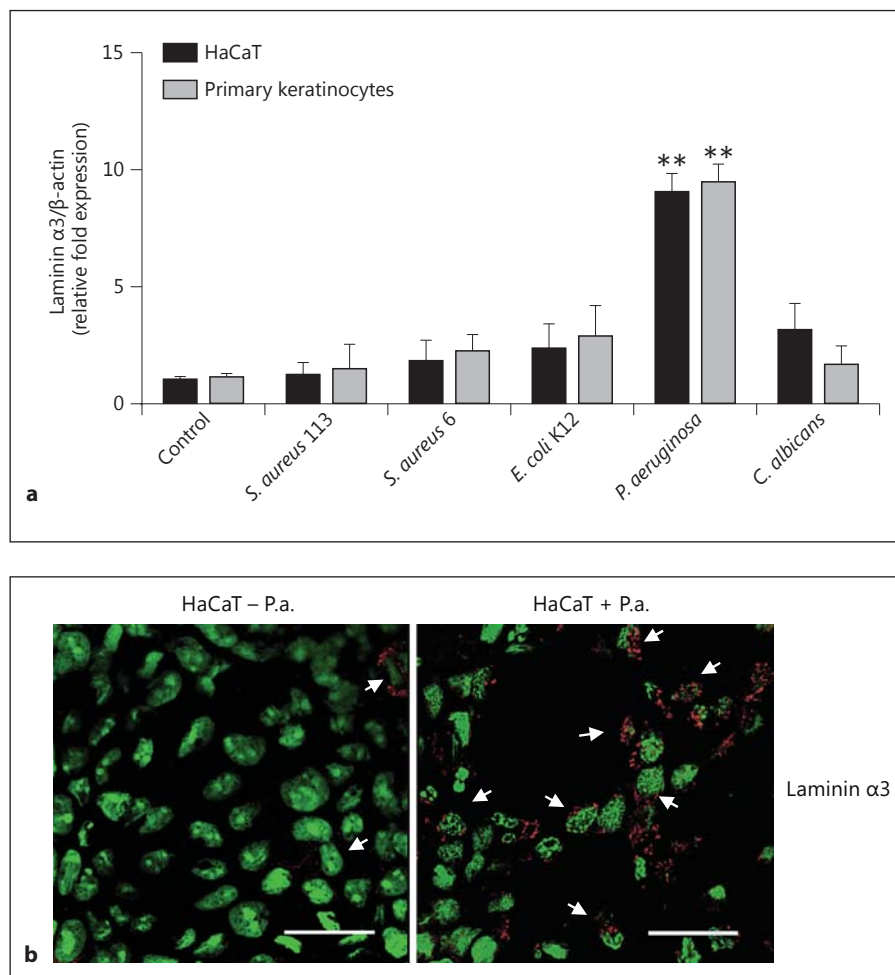 15
10
5
0
Laminin α3/β-actin
(relative fold expression)
HaCaT
Primary keratinocytes
** **
Control
S. aureus 113
S. aureus 6
E. coli K12
P. aeruginosa
C. albicans
a
HaCaT – P.a.
HaCaT + P.a.
Laminin α3
b